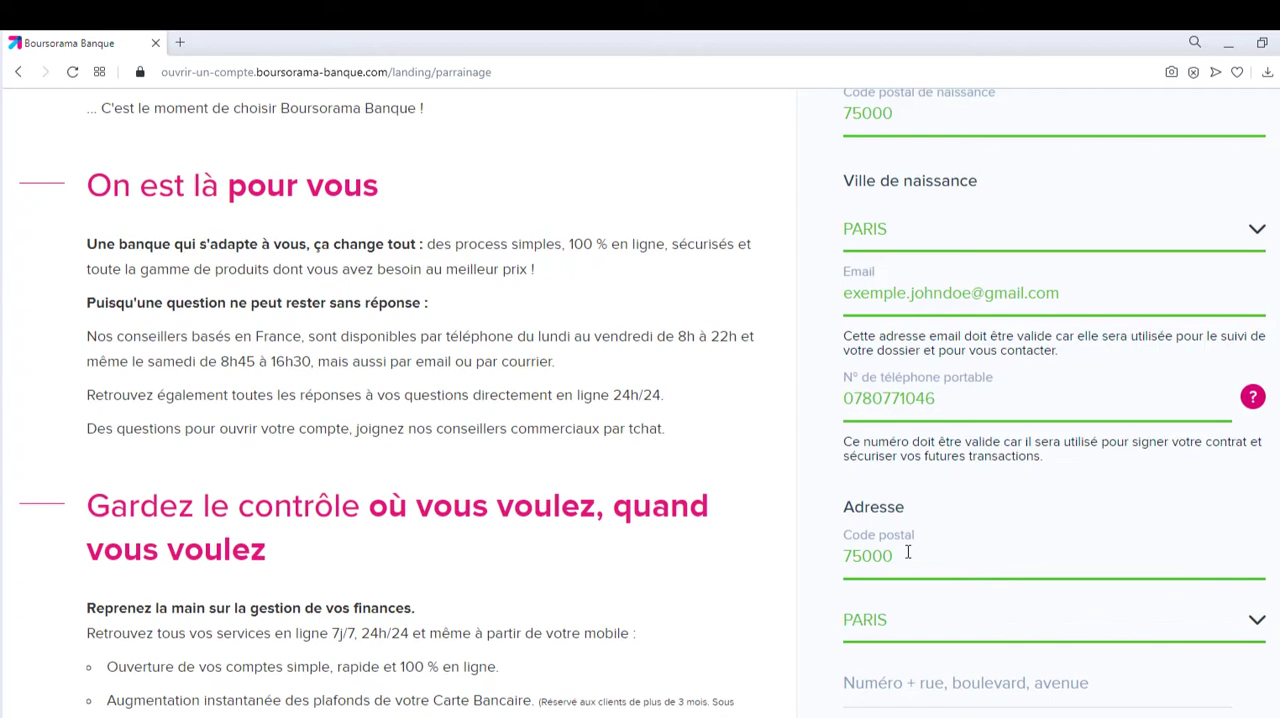 Boursorama Banque
ouvrir-un-compte.boursorama-banque.com/landing/parrainage
... C'est le moment de choisir Boursorama Banque !
On est là pour vous
Une banque qui s'adapte à vous, ça change tout : des process simples, 100 % en ligne, sécurisés et
toute la gamme de produits dont vous avez besoin au meilleur prix !
Puisqu'une question ne peut rester sans réponse :
Nos conseillers basés en France, sont disponibles par téléphone du lundi au vendredi de 8h à 22h et
même le samedi de 8h45 à 16h30, mais aussi par email ou par courrier.
Retrouvez également toutes les réponses à vos questions directement en ligne 24h/24.
Des questions pour ouvrir votre compte, joignez nos conseillers commerciaux par tchat.
Gardez le contrôle où vous voulez, quand
vous voulez
Reprenez la main sur la gestion de vos finances.
Retrouvez tous vos services en ligne 7j/7, 24h/24 et même à partir de votre mobile :
Ouverture de vos comptes simple, rapide et 100 % en ligne.
Augmentation instantanée des plafonds de votre Carte Bancaire. (Réservé aux clients de plus de 3 mois. Sous
Code postal de naissance
75000
Ville de naissance
PARIS
Email
exemple.johndoe@gmail.com
Cette adresse email doit être valide car elle sera utilisée pour le suivi de
votre dossier et pour vous contacter.
N° de téléphone portable
0780771046
?
Ce numéro doit être valide car il sera utilisé pour signer votre contrat et
sécuriser vos futures transactions.
Adresse
Code postal
75000
PARIS
Numéro + rue, boulevard, avenue